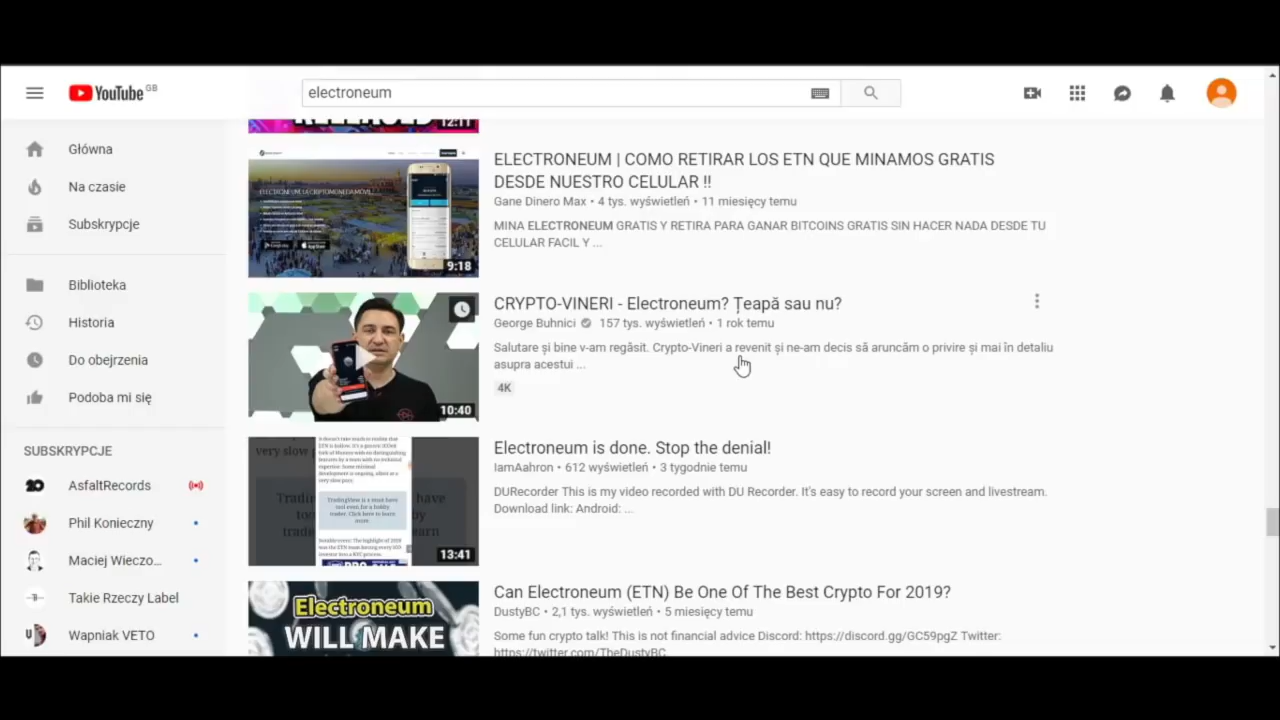 YouTube GB
electroneum
Główna
Na czasie
Subskrypcje
Biblioteka
Historia
Do obejrzenia
Podoba mi się
SUBSKRYPCJE
AsfaltRecords
Phil Konieczny
Maciej Wieczo...
Takie Rzeczy Label
Wapniak VETO
12:11
9:18
ELECTRONEUM | COMO RETIRAR LOS ETN QUE MINAMOS GRATIS
DESDE NUESTRO CELULAR !!
Gane Dinero Max • 4 tys. wyświetleń • 11 miesięcy temu
MINA ELECTRONEUM GRATIS Y RETIRA PARA GANAR BITCOINS GRATIS SIN HACER NADA DESDE TU
CELULAR FACIL Y ...
10:40
CRYPTO-VINERI - Electroneum? Țeapă sau nu?
George Buhnici 157 tys. wyświetleń • 1 rok temu
Salutare și bine v-am regăsit. Crypto-Vineri a revenit și ne-am decis să aruncăm o privire și mai în detaliu
asupra acestui ...
4K
13:41
Electroneum is done. Stop the denial!
IamAahron • 612 wyświetleń • 3 tygodnie temu
DURecorder This is my video recorded with DU Recorder. It's easy to record your screen and livestream.
Download link: Android: ...
Electroneum
WILL MAKE
Can Electroneum (ETN) Be One Of The Best Crypto For 2019?
DustyBC • 2,1 tys. wyświetleń • 5 miesięcy temu
Some fun crypto talk! This is not financial advice Discord: https://discord.gg/GC59pgZ Twitter:
https://twitter.com/TheDustyBC